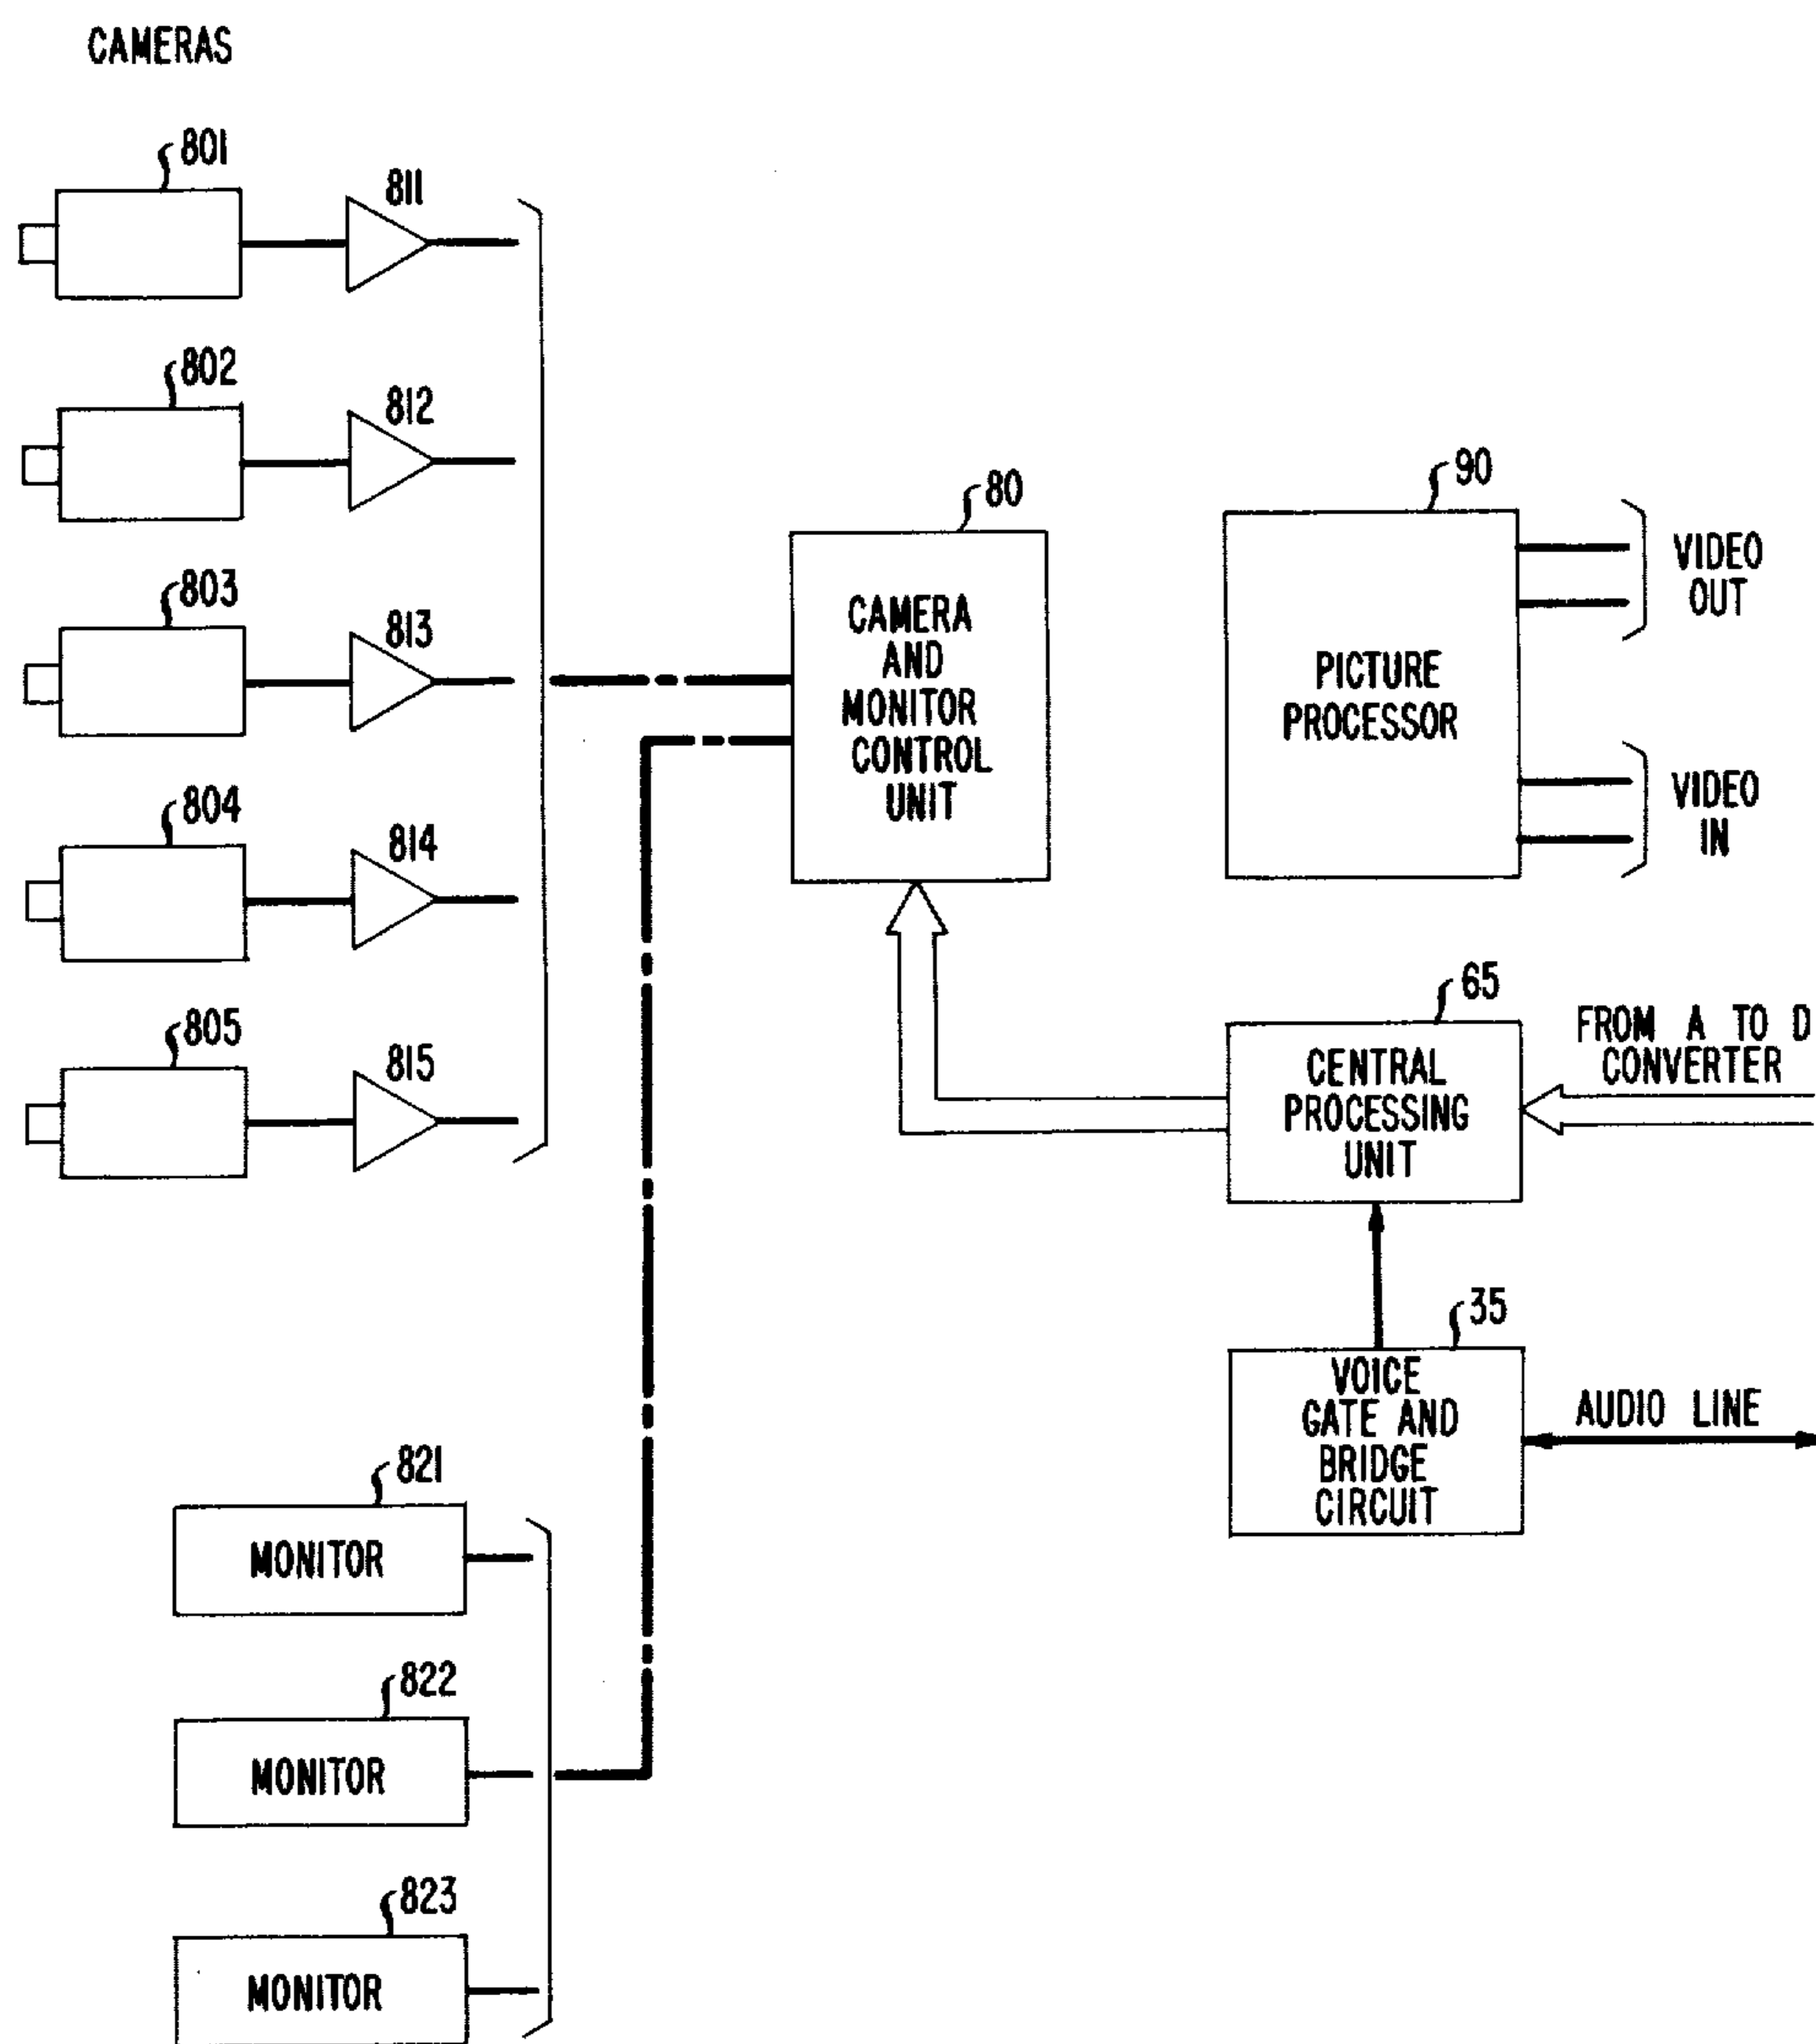 CAMERAS
801
811
802
812
803
813
804
814
805
815
80
CAMERA
AND
MONITOR
CONTROL
UNIT
90
PICTURE
PROCESSOR
VIDEO
OUT
VIDEO
IN
65
CENTRAL
PROCESSING
UNIT
FROM A TO D
CONVERTER
35
VOICE
GATE AND
BRIDGE
CIRCUIT
AUDIO LINE
821
MONITOR
822
MONITOR
823
MONITOR